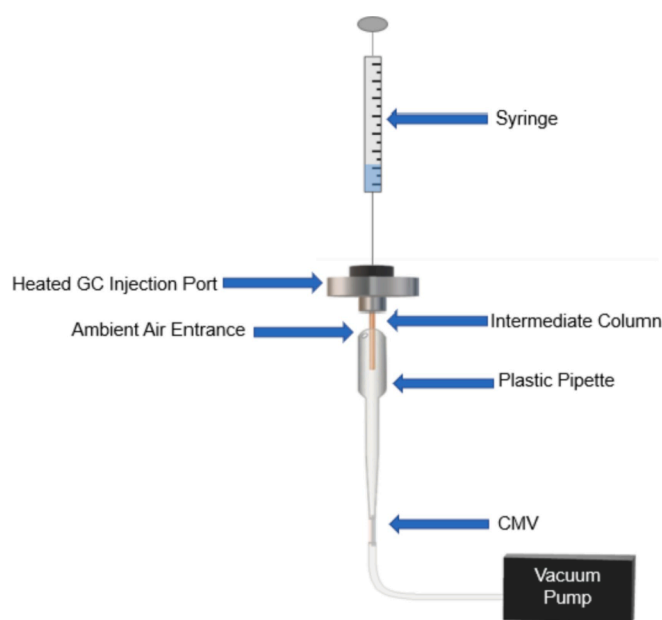 Syringe
Heated GC Injection Port
Intermediate Column
Ambient Air Entrance
Plastic Pipette
CMV
Vacuum
Pump